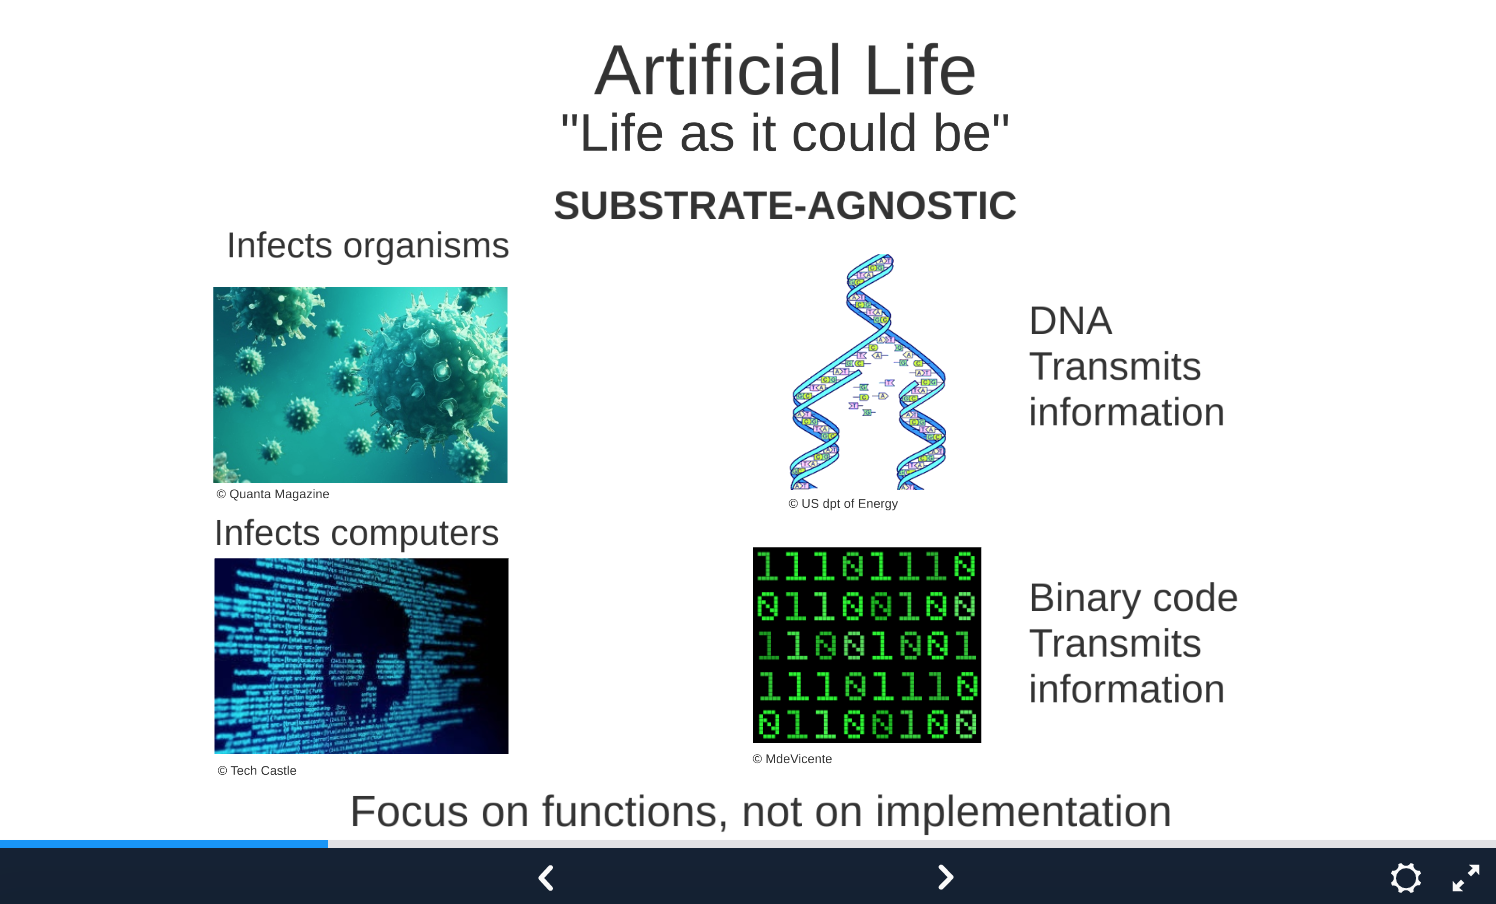 Artificial Life
"Life as it could be"
SUBSTRATE-AGNOSTIC
Infects organisms
© Quanta Magazine
DNA
Transmits
information
© US dpt of Energy
Infects computers
© Tech Castle
11101110
01100100
11001001
11101110
01100100
© MdeVicente
Binary code
Transmits
information
Focus on functions, not on implementation